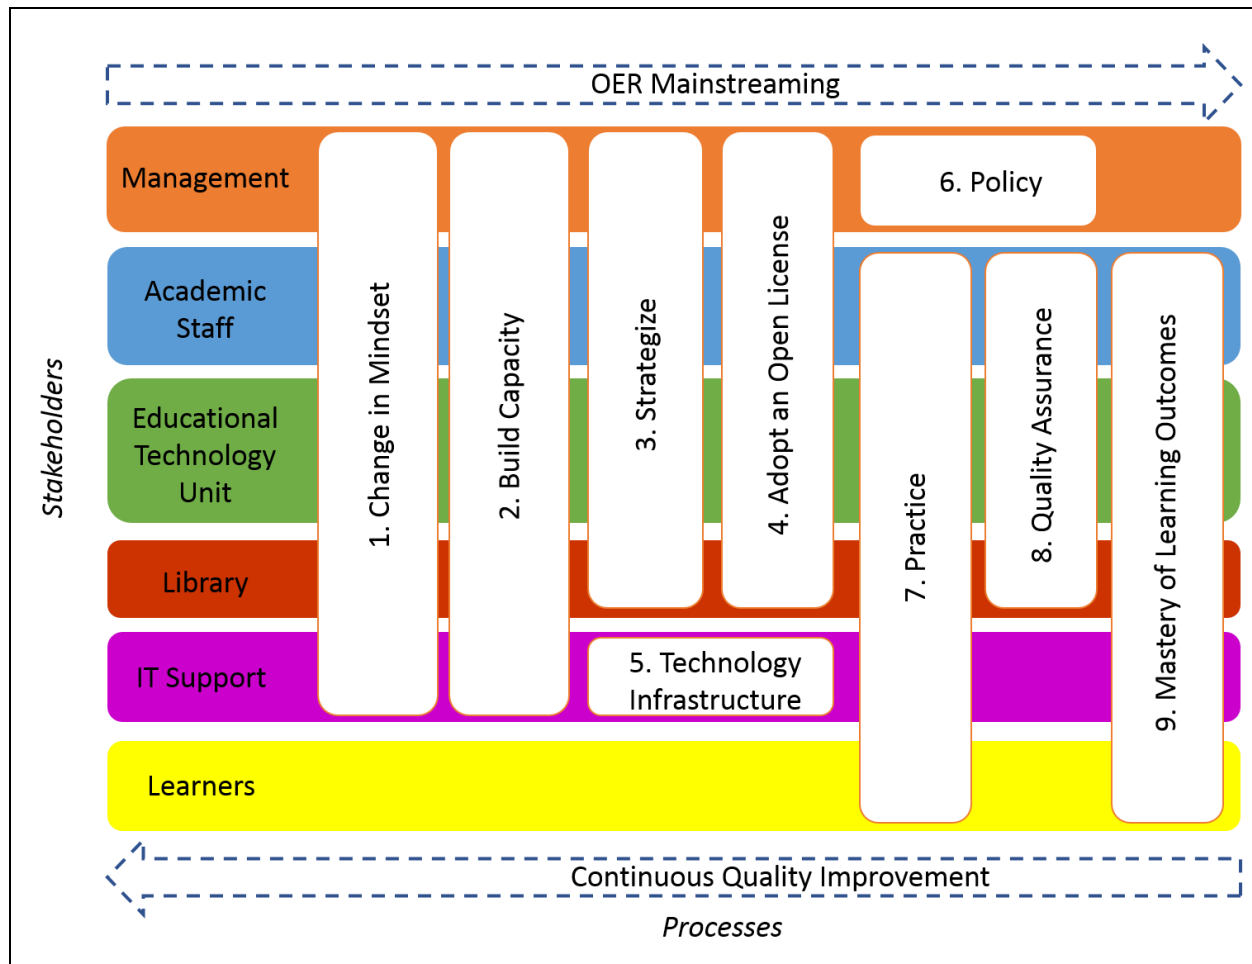 OER Mainstreaming
Stakeholders
Management
Academic
Staff
Educational
Technology
Unit
Library
IT Support
Learners
1. Change in Mindset
2. Build Capacity
3. Strategize
4. Adopt an Open License
5. Technology
Infrastructure
6. Policy
7. Practice
8. Quality Assurance
9. Mastery of Learning Outcomes
Continuous Quality Improvement
Processes